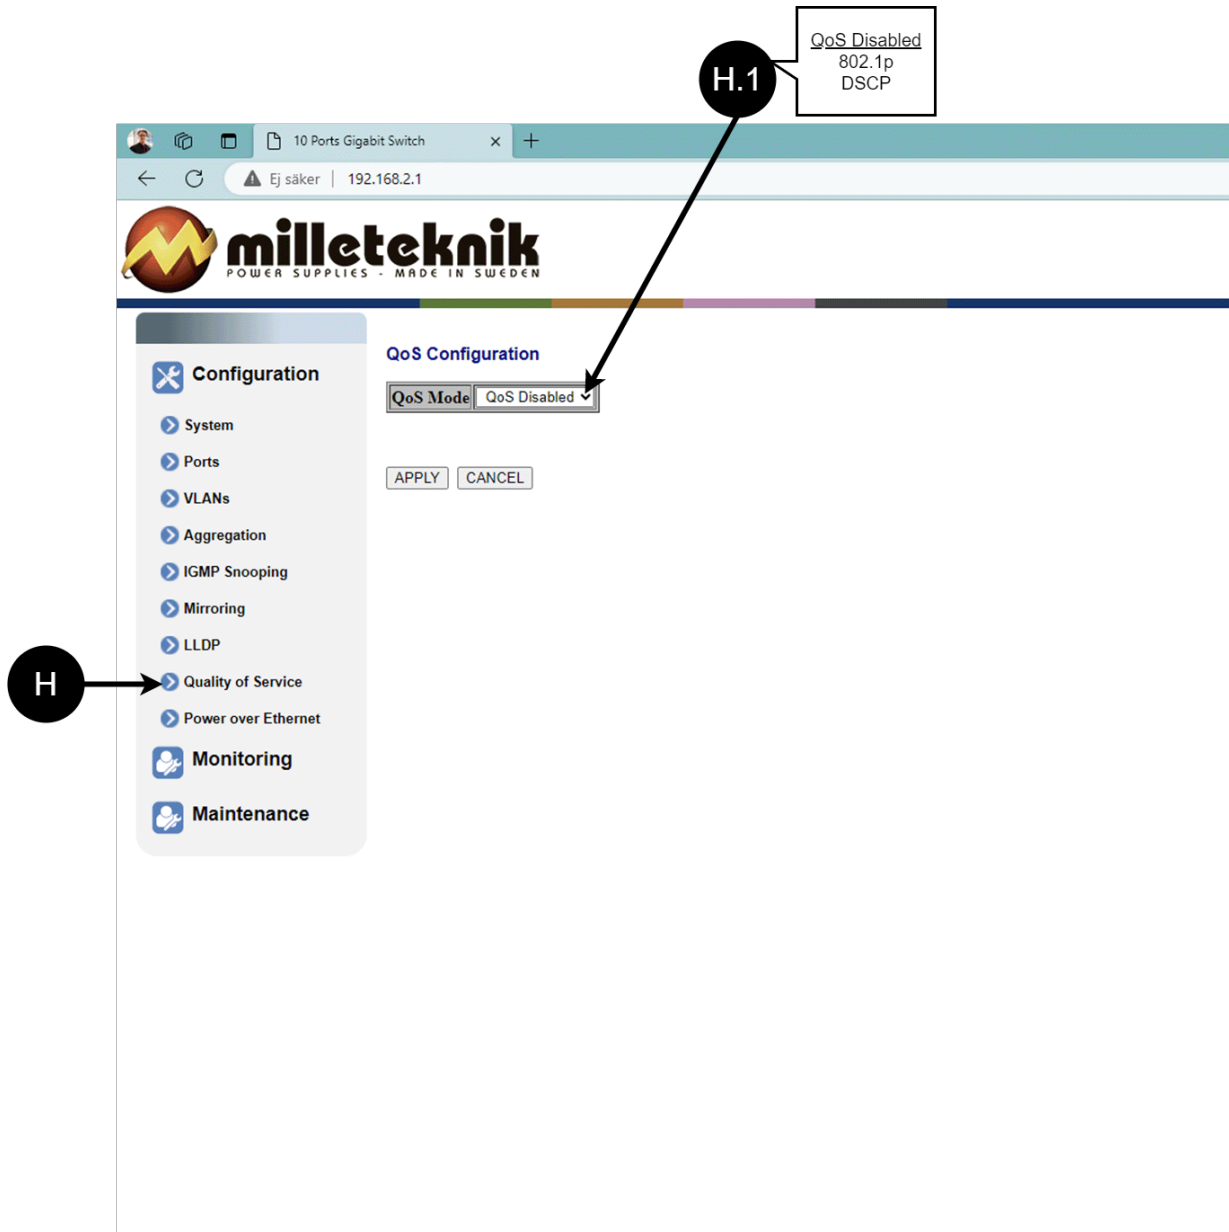 QoS Disabled
802.1p
DSCP
H.1
10 Ports Gigabit Switch
Ej säker
192.168.2.1
milleteknik
POWER SUPPLIES - MADE IN SWEDEN
Configuration
System
Ports
VLANs
Aggregation
IGMP Snooping
Mirroring
LLDP
H
Quality of Service
Power over Ethernet
Monitoring
Maintenance
QoS Configuration
QoS Mode QoS Disabled
APPLY CANCEL